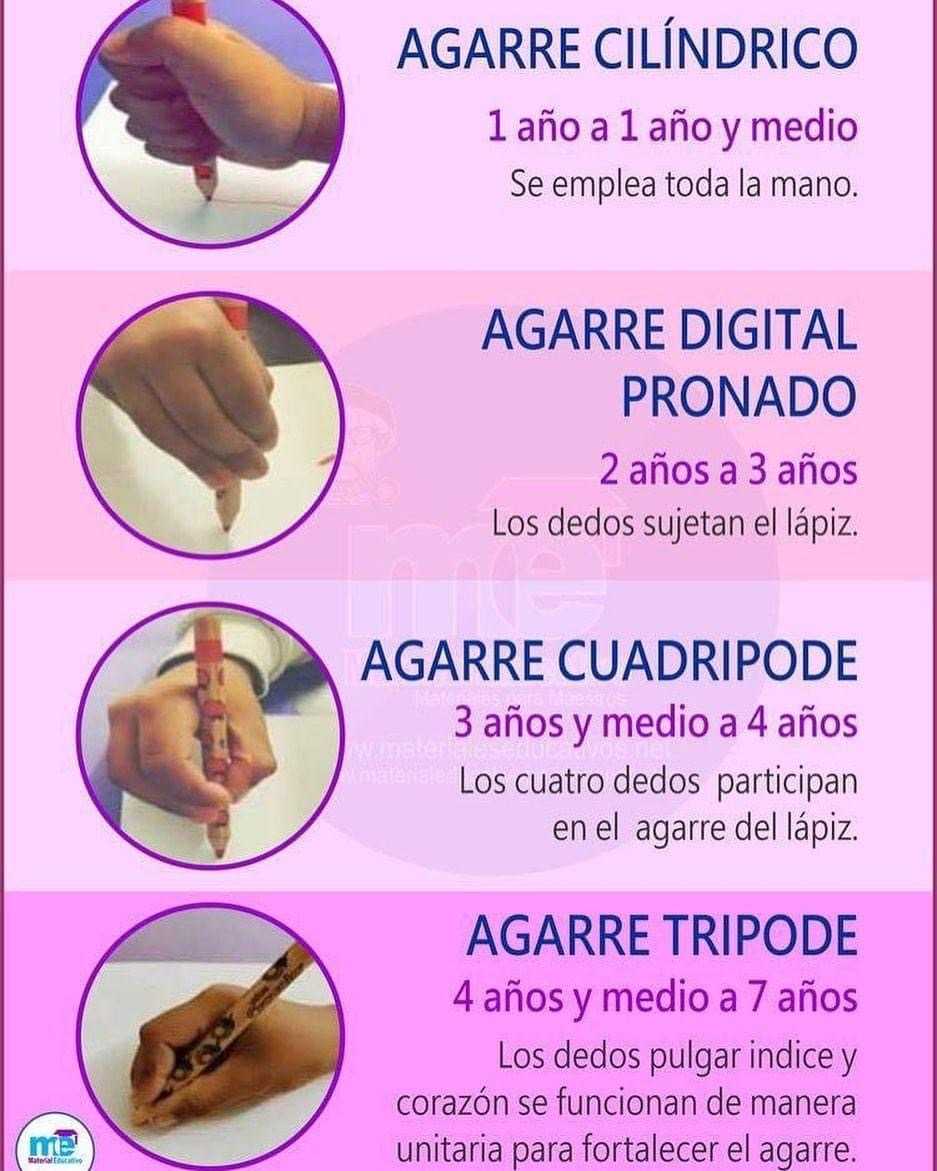 AGARRE CILÍNDRICO
1 año a 1 año y medio
Se emplea toda la mano.
AGARRE DIGITAL
PRONADO
2 años a 3 años
Los dedos sujetan el lápiz.
me
AGARRE CUADRIPODE
Materiales para Maestros
3 años y medio a 4 años
www.materialeseducativos.net
Los cuatro dedos participan
en el agarre del lápiz.
AGARRE TRIPODE
4 años y medio a 7 años
Los dedos pulgar indice y
corazón se funcionan de manera
unitaria para fortalecer el agarre.
me
Material Educativo